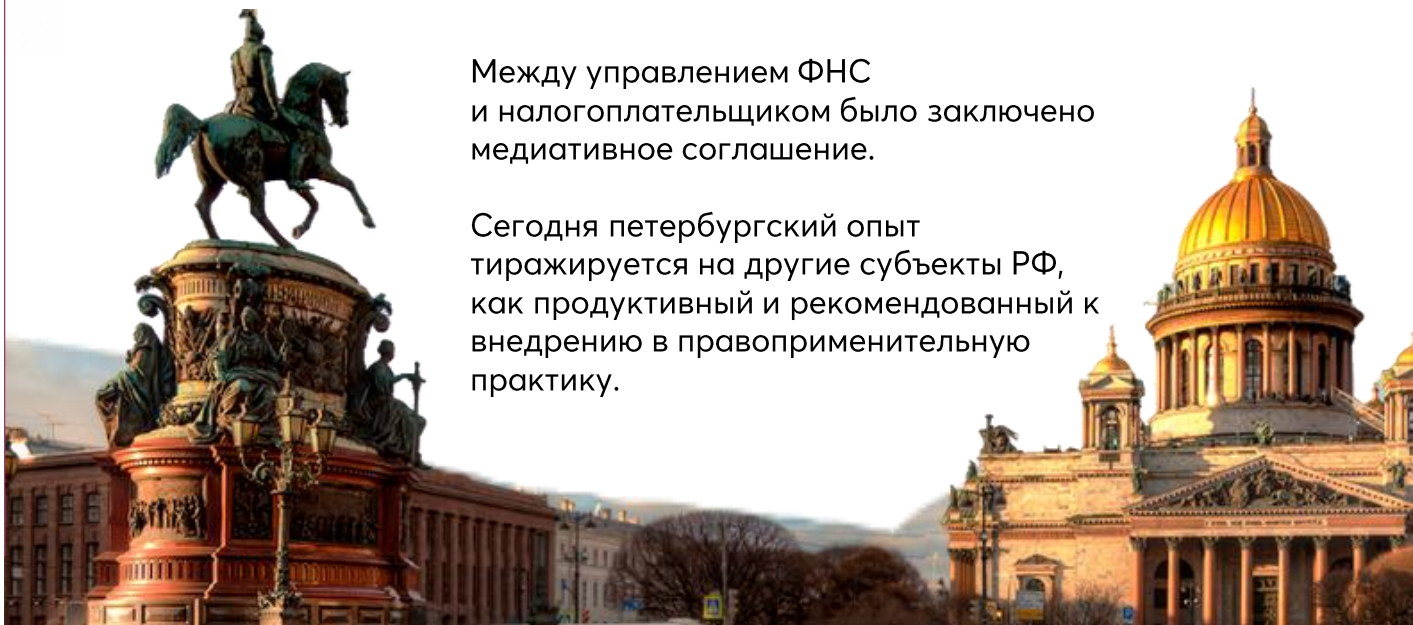 Между управлением ФНС
и налогоплательщиком было заключено
медиативное соглашение.
Сегодня петербургский опыт
тиражируется на другие субъекты РФ,
как продуктивный и рекомендованный к
внедрению в правоприменительную
практику.